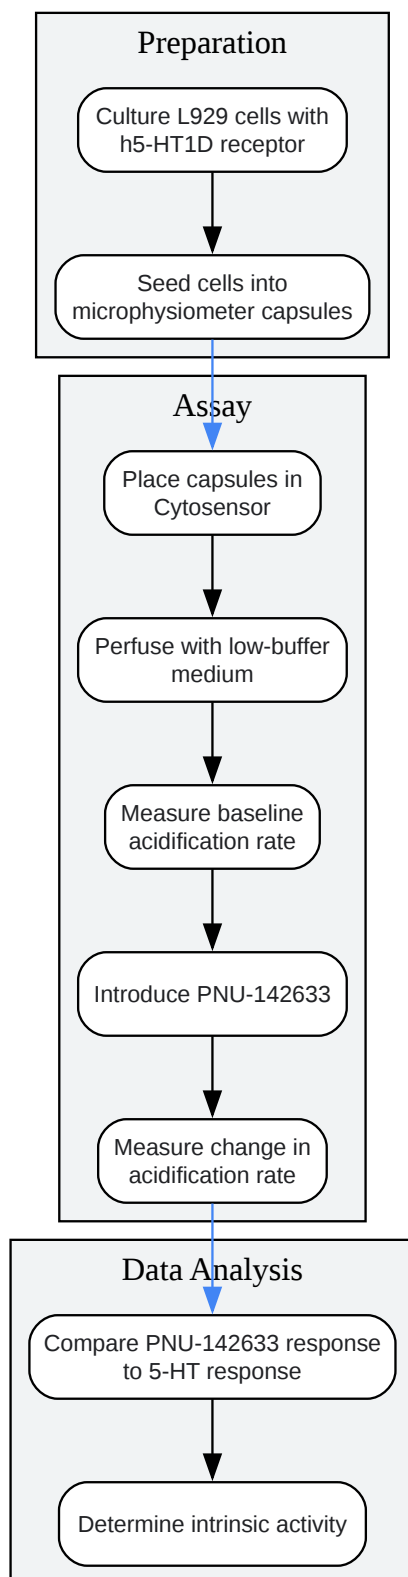 Preparation
Culture L929 cells with
h5-HT1D receptor
Seed cells into
microphysiometer capsules
Assay
Place capsules in
Cytosensor
Perfuse with low-buffer
medium
Measure baseline
acidification rate
Introduce PNU-142633
Measure change in
acidification rate
Data Analysis
Compare PNU-142633 response
to 5-HT response
Determine intrinsic activity